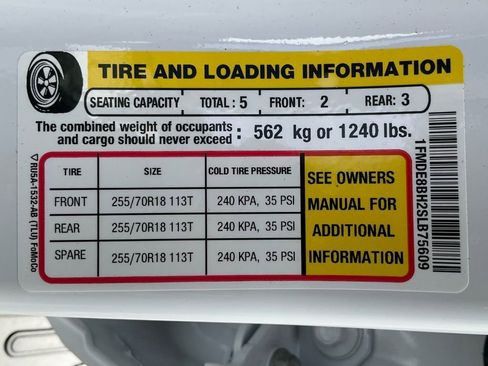 TIRE AND LOADING INFORMATION
SEATING CAPACITY TOTAL : 5 FRONT: 2 REAR: 3
The combined weight of occupants
and cargo should never exceed : 562 kg or 1240 lbs.
TIRE SIZE COLD TIRE PRESSURE
FRONT 255/70R18 113T 240 KPA, 35 PSI
REAR 255/70R18 113T 240 KPA, 35 PSI
SPARE 255/70R18 113T 240 KPA, 35 PSI
SEE OWNERS
MANUAL FOR
ADDITIONAL
INFORMATION
1FMDE8BH2SLB75609
RU5A-1532-AB (TLU) FoMoCo